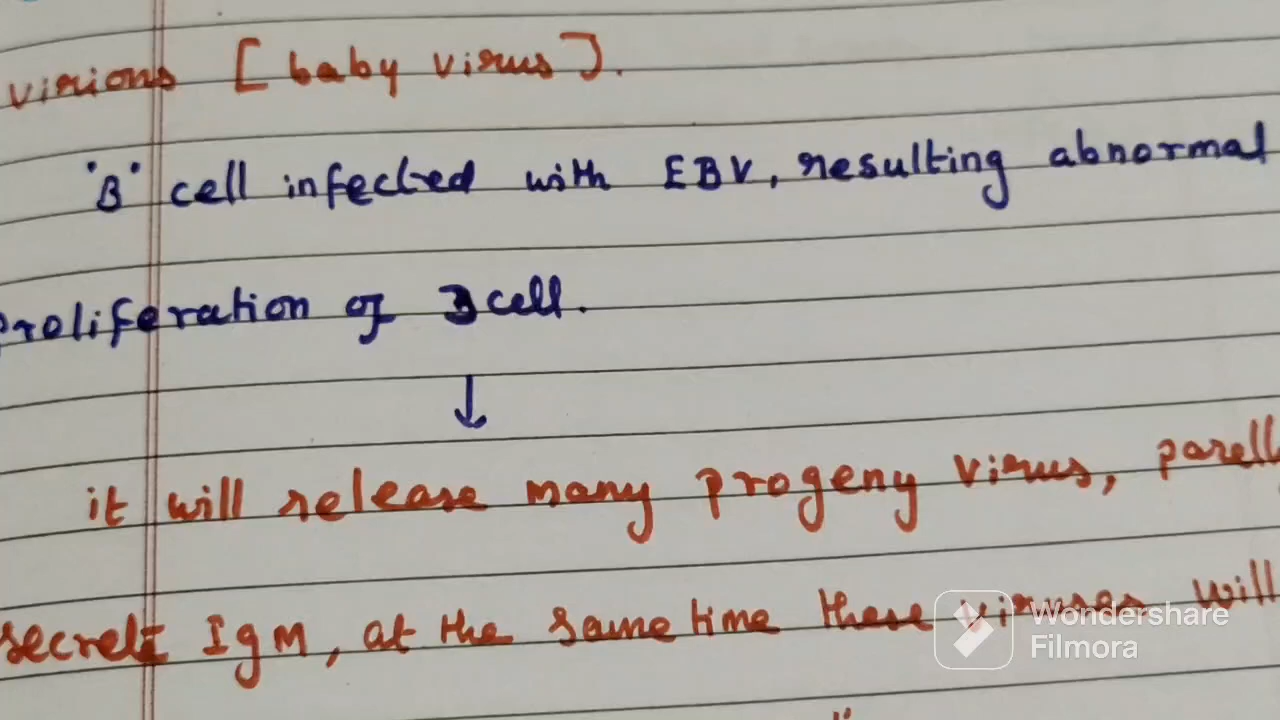 virions [baby virus].
"B" cell infected with EBV, resulting abnormal
proliferation of B cell.
↓
it will release many progeny virus, parell
secrete IgM, at the same time these viruses will
Wondershare
Filmora